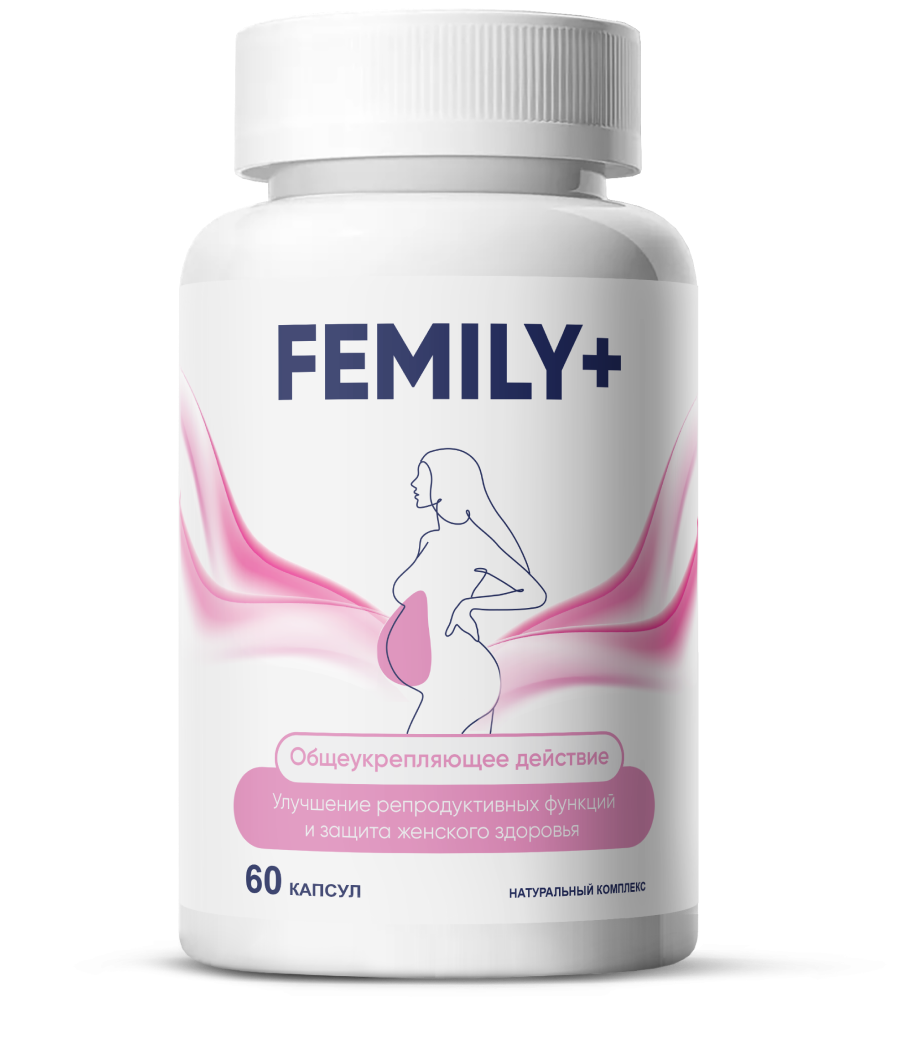 FEMILY+
Общеукрепляющее действие
Улучшение репродуктивных функций
и защита женского здоровья
60 КАПСУЛ
НАТУРАЛЬНЫЙ КОМПЛЕКС